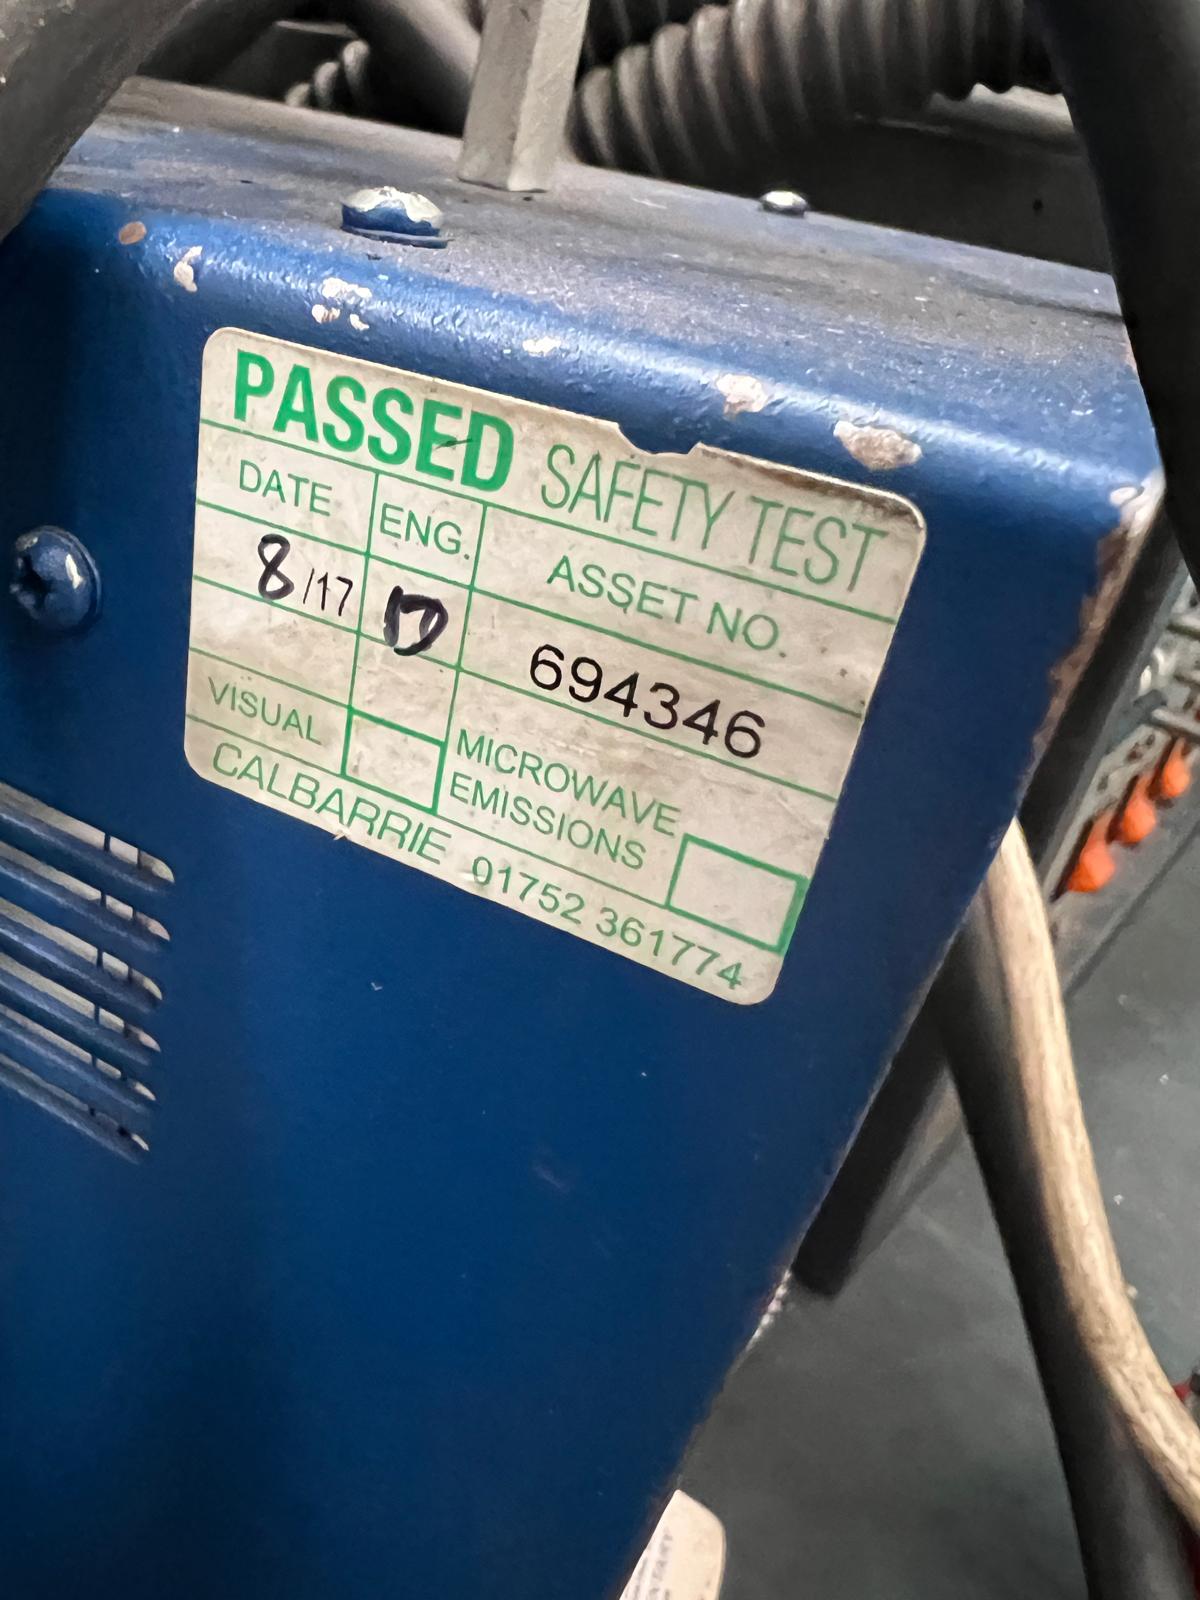 PASSED SAFETY TEST
DATE ENG. ASSET NO.
8/17 D 694346
VISUAL MICROWAVE EMISSIONS
CALBARRIE 01752 361774